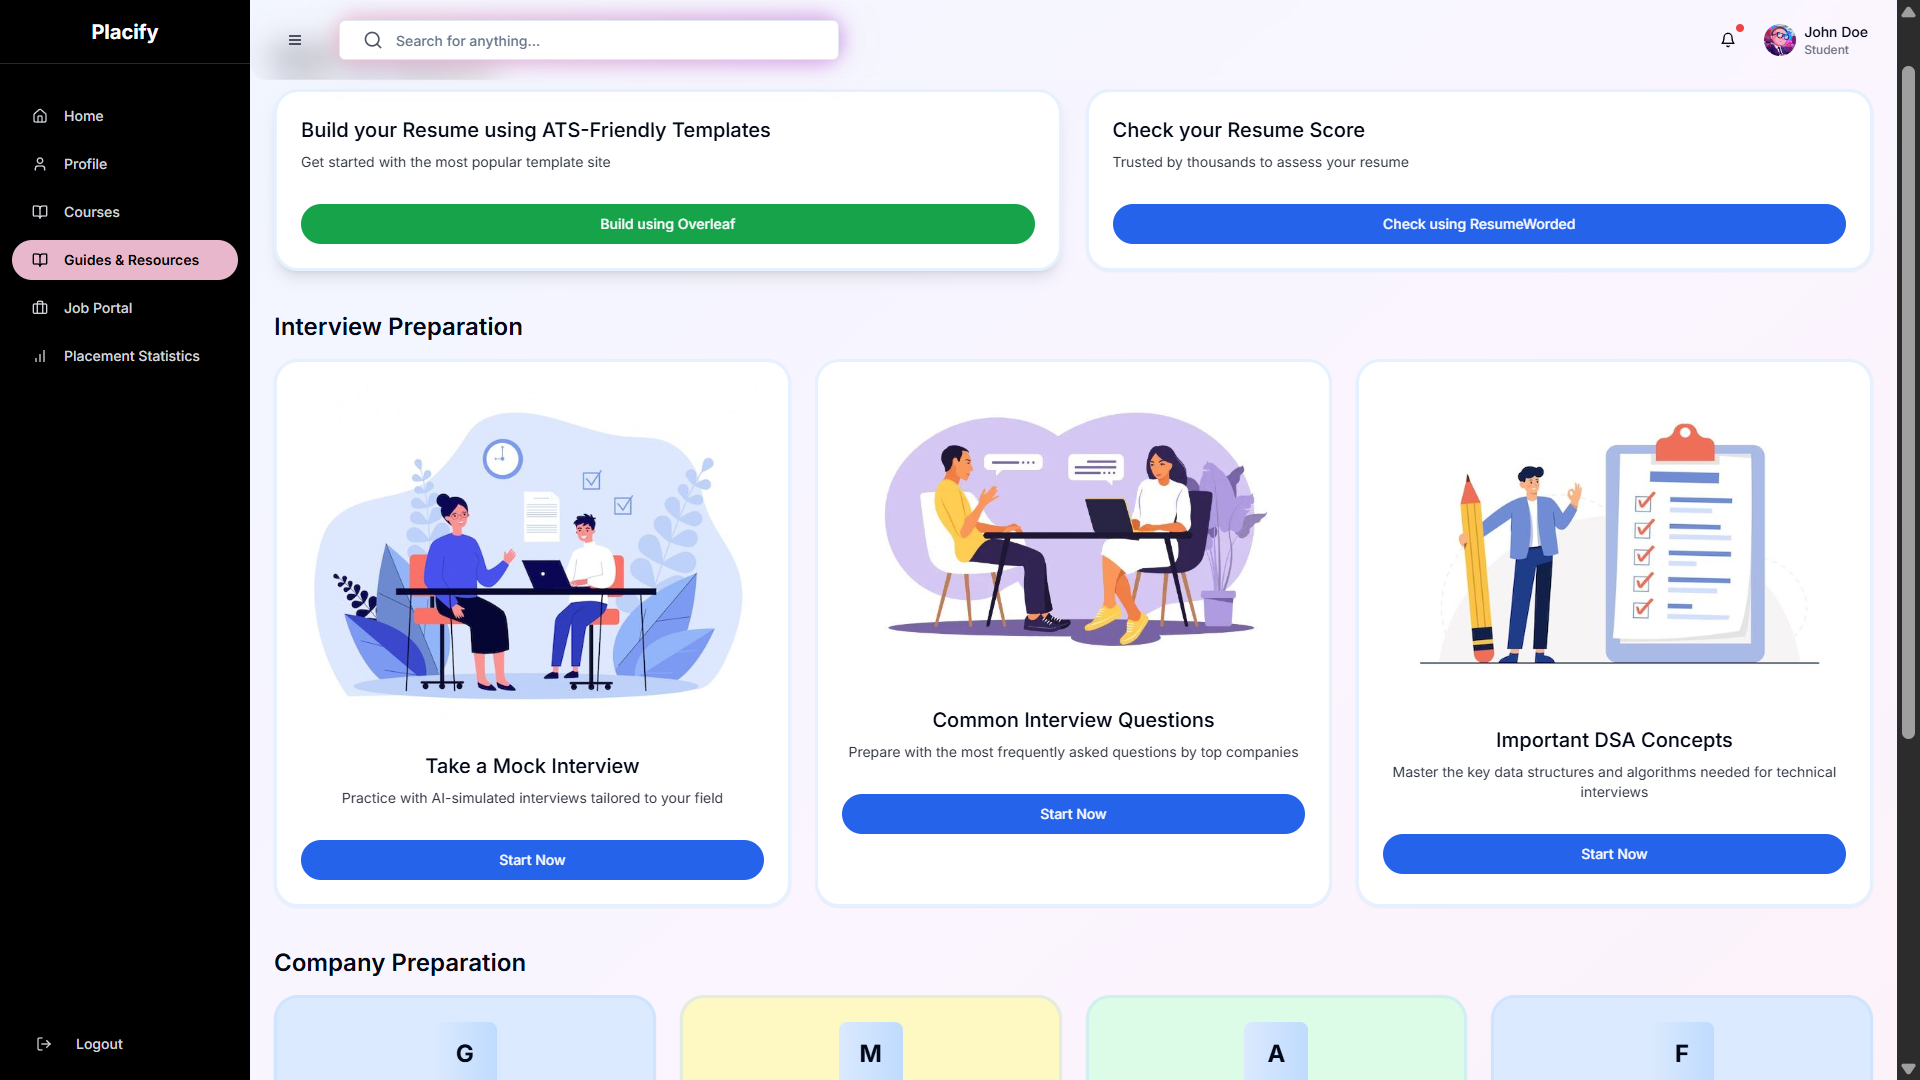 Placify
Search for anything...
John Doe
Student
Home
Profile
Courses
Guides & Resources
Job Portal
Placement Statistics
Logout
Build your Resume using ATS-Friendly Templates
Get started with the most popular template site
Build using Overleaf
Check your Resume Score
Trusted by thousands to assess your resume
Check using ResumeWorded
Interview Preparation
Take a Mock Interview
Practice with AI-simulated interviews tailored to your field
Start Now
Common Interview Questions
Prepare with the most frequently asked questions by top companies
Start Now
Important DSA Concepts
Master the key data structures and algorithms needed for technical
interviews
Start Now
Company Preparation
G
M
A
F